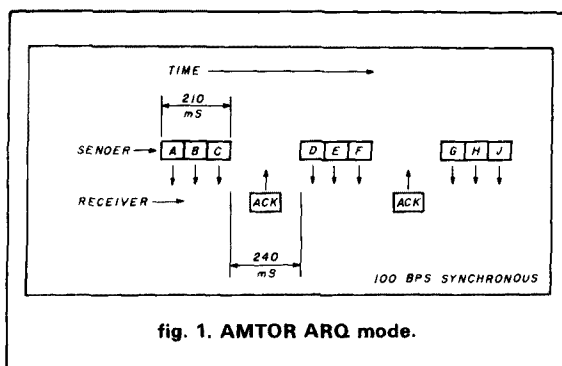 TIME
210
mS
SENDER A B C D E F G H J
RECEIVER ACK ACK
240
mS
100 BPS SYNCHRONOUS
fig. 1. AMTOR ARQ mode.